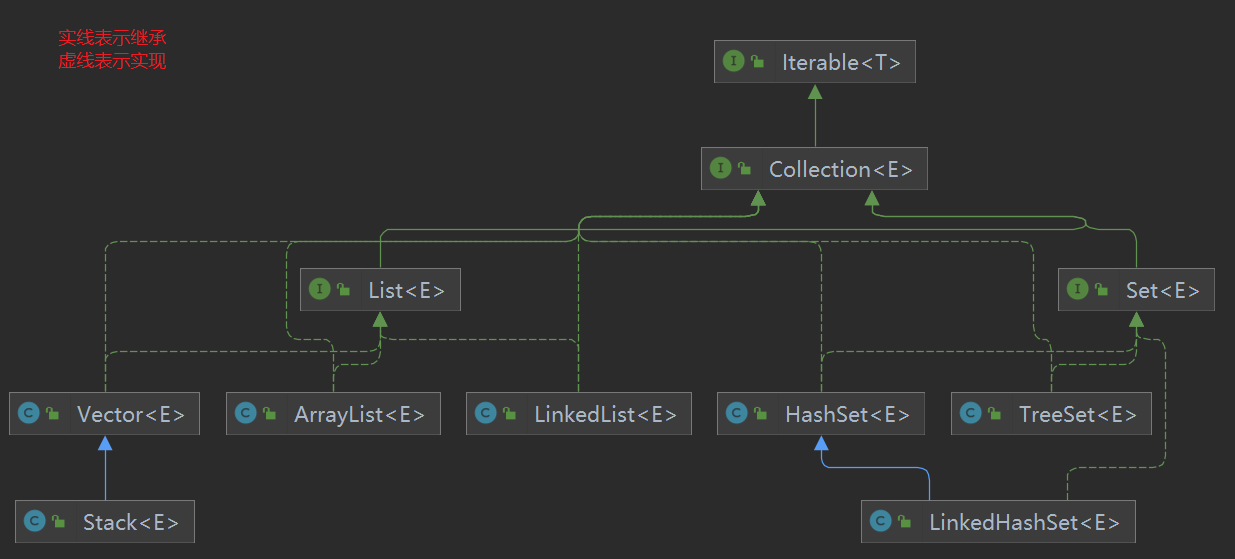 实线表示继承
虚线表示实现
I Iterable<T>
I Collection<E>
I List<E>
I Set<E>
C Vector<E>
C ArrayList<E>
C LinkedList<E>
C HashSet<E>
C TreeSet<E>
C Stack<E>
C LinkedHashSet<E>